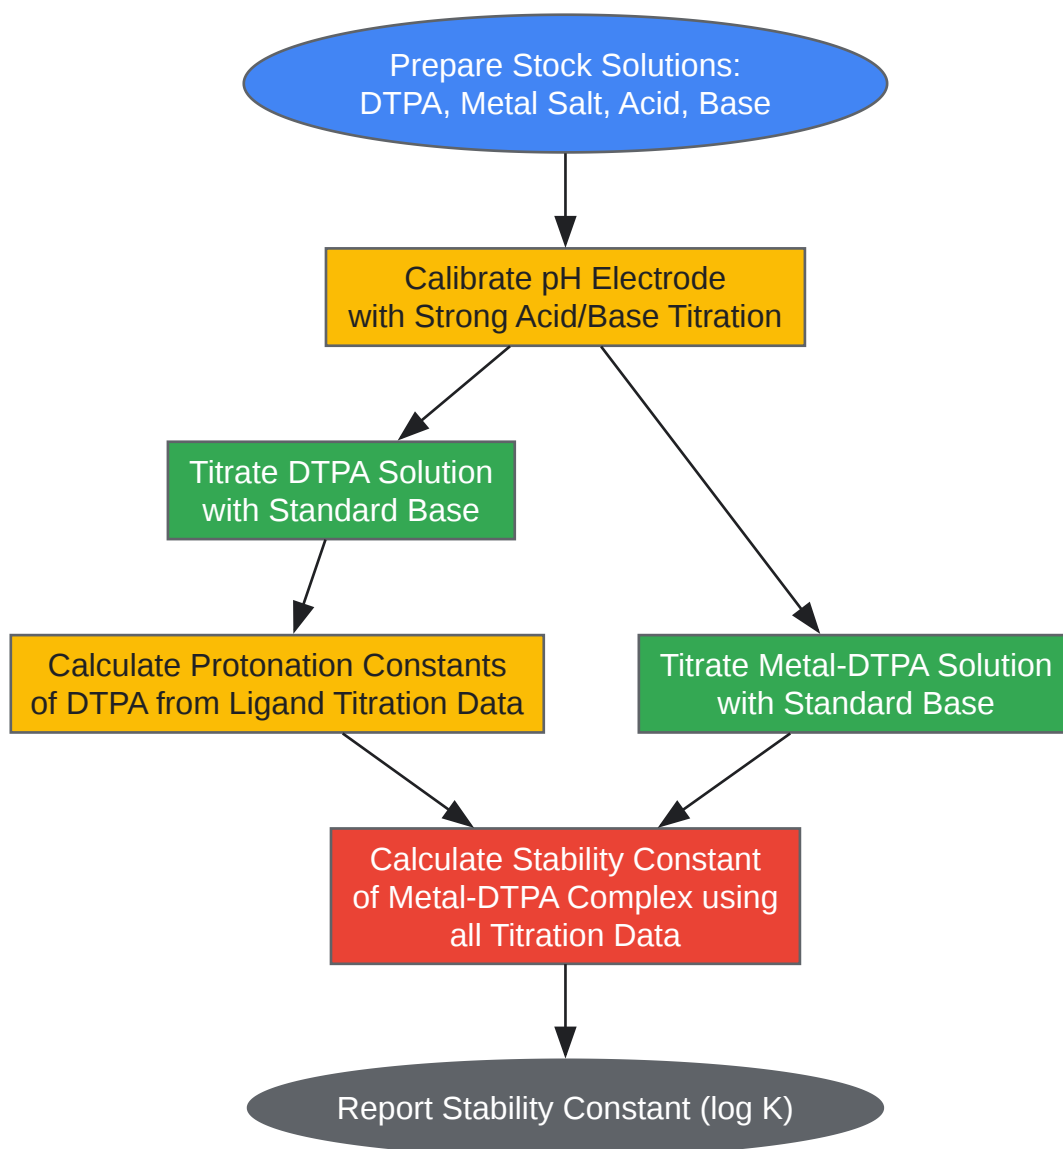 Prepare Stock Solutions:
DTPA, Metal Salt, Acid, Base
Calibrate pH Electrode
with Strong Acid/Base Titration
Titrate DTPA Solution
with Standard Base
Calculate Protonation Constants
of DTPA from Ligand Titration Data
Titrate Metal-DTPA Solution
with Standard Base
Calculate Stability Constant
of Metal-DTPA Complex using
all Titration Data
Report Stability Constant (log K)